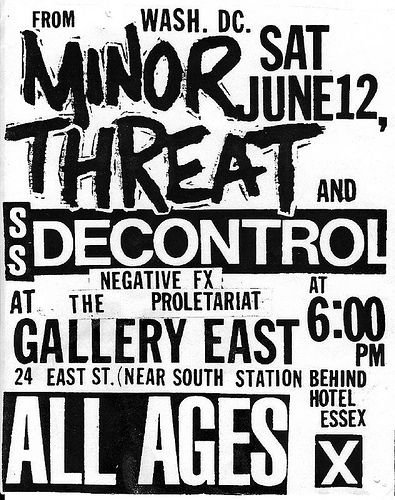 FROM WASH. DC.
MINOR THREAT
SAT
JUNE 12,
AND
SS DECONTROL
NEGATIVE FX
THE PROLETARIAT
AT
GALLERY EAST
AT
6:00
PM
24 EAST ST. (NEAR SOUTH STATION BEHIND
HOTEL
ESSEX
ALL AGES
X